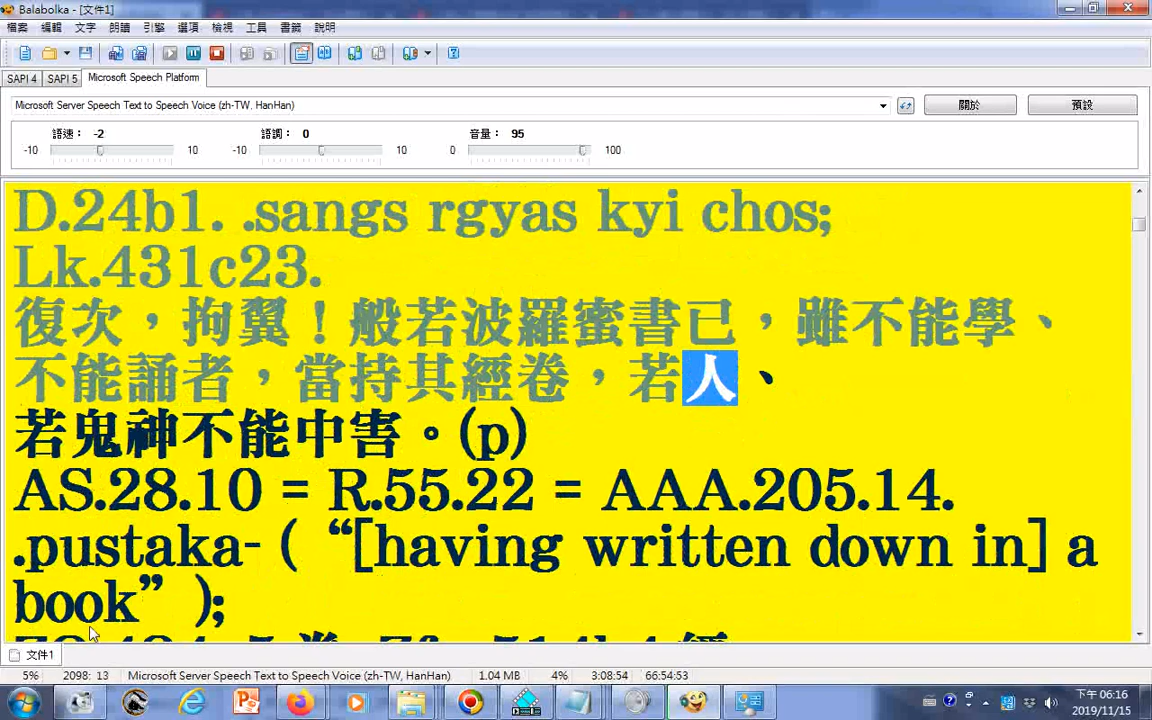 Balabolka - [文件1]
檔案 編輯 文字 朗讀 引擎 選項 檢視 工具 書籤 說明
SAPI 4 SAPI 5 Microsoft Speech Platform
Microsoft Server Speech Text to Speech Voice (zh-TW, HanHan) 關於 預設
語速： -2 語調： 0 音量： 95
-10 10 -10 10 0 100
D.24b1. .sangs rgyas kyi chos;
Lk.431c23.
復次，拘翼！般若波羅蜜書已，雖不能學、
不能誦者，當持其經卷，若人、
若鬼神不能中害。(p)
AS.28.10 = R.55.22 = AAA.205.14.
.pustaka- ( “[having written down in] a
book” );
文件1
5% 2098: 13 Microsoft Server Speech Text to Speech Voice (zh-TW, HanHan) 1.04 MB 4% 3:08:54 66:54:53
下午 06:16
2019/11/15